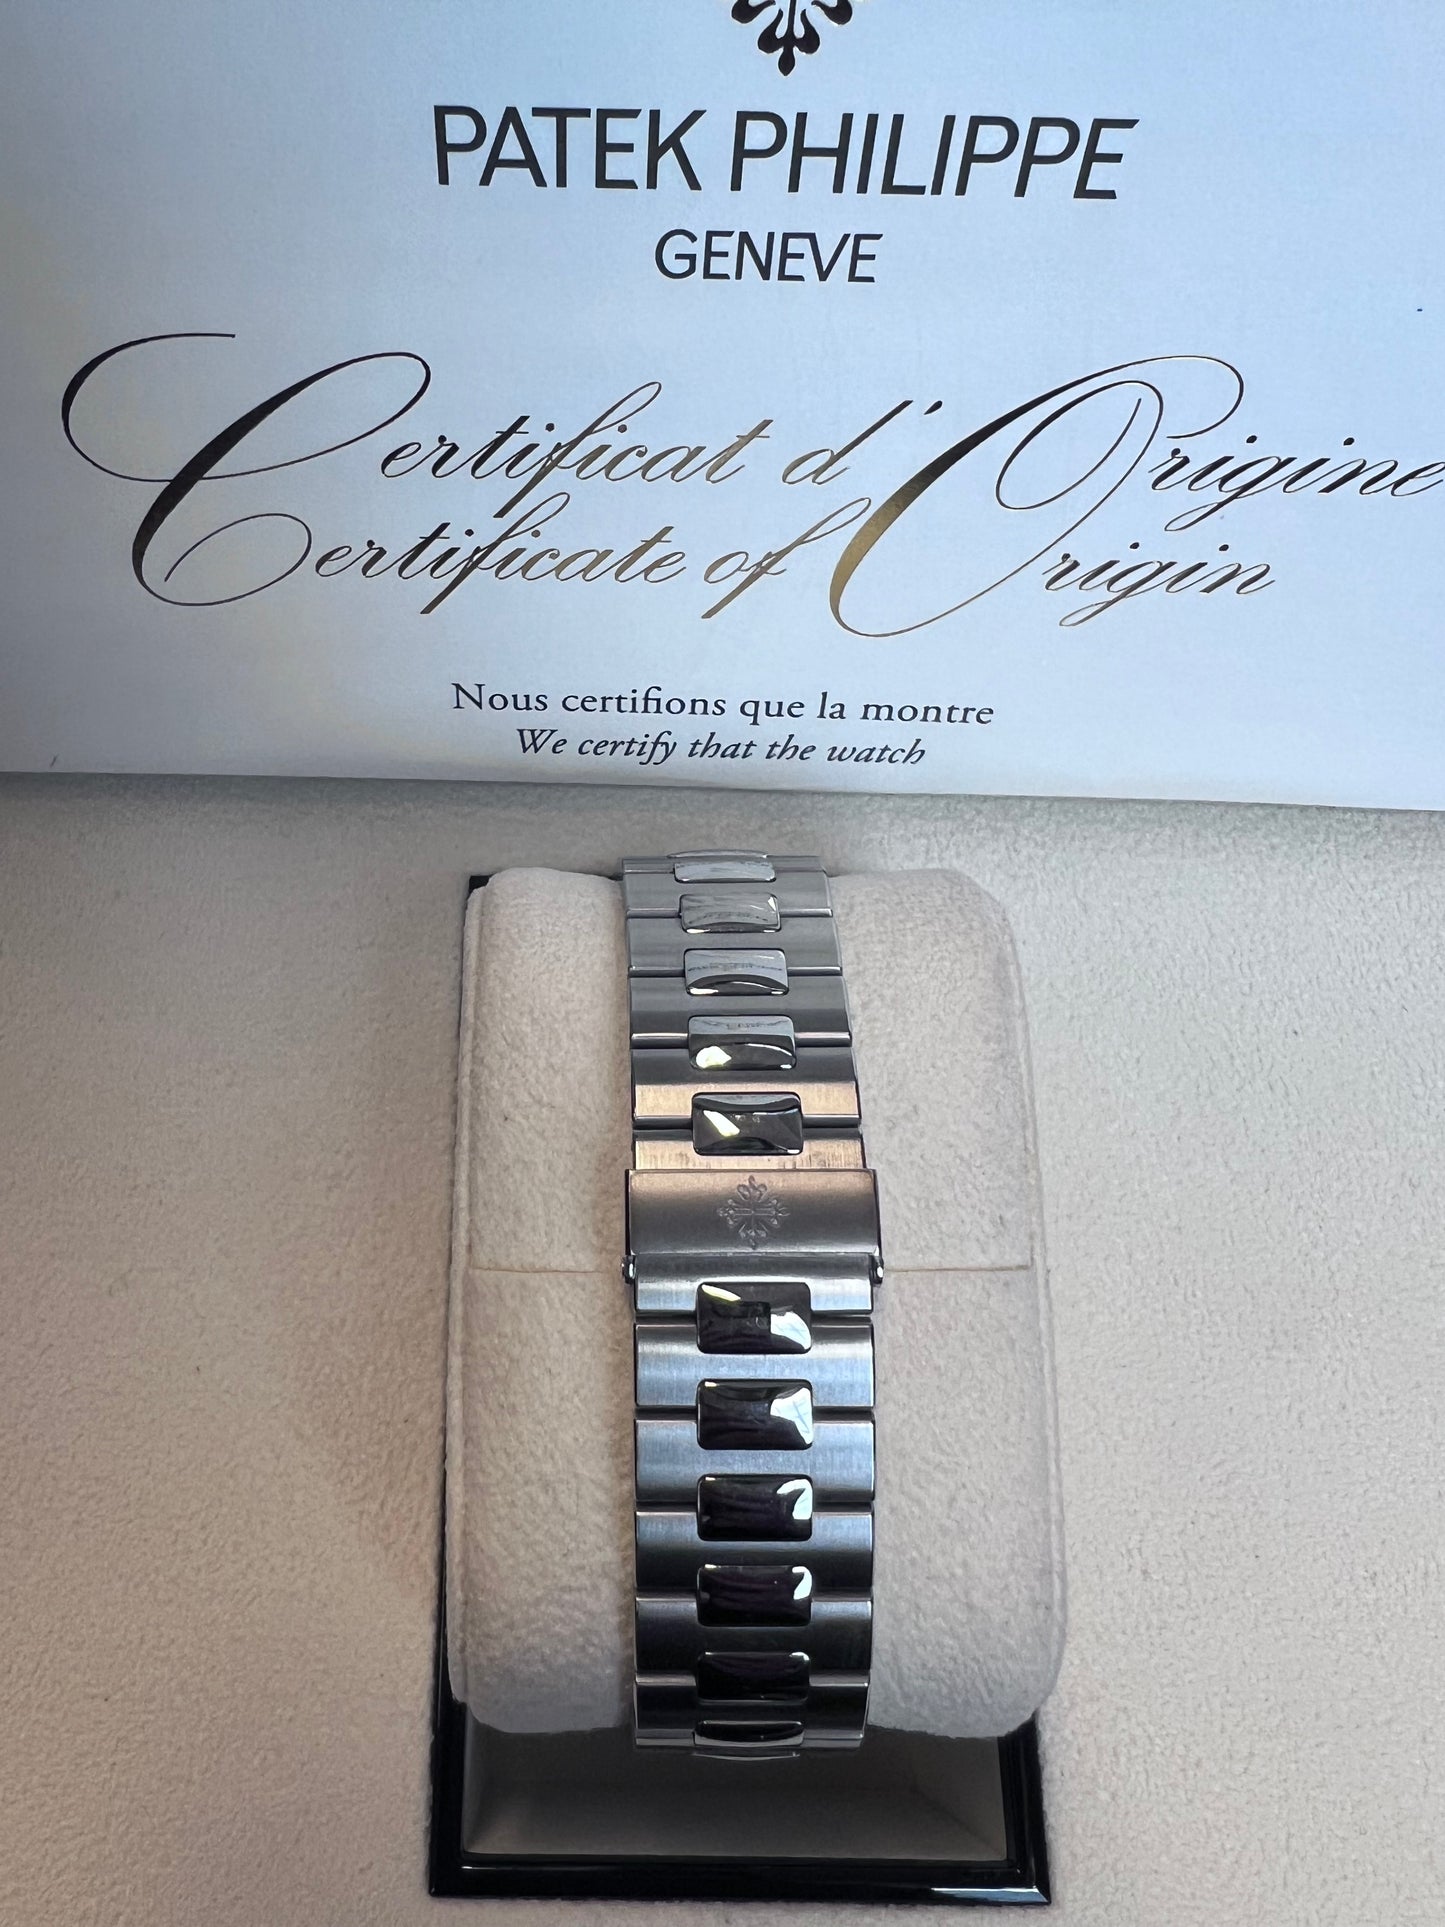 PATEK PHILIPPE
GENEVE
Certificat d'Origine
Certificate of Origin
Nous certifions que la montre
We certify that the watch